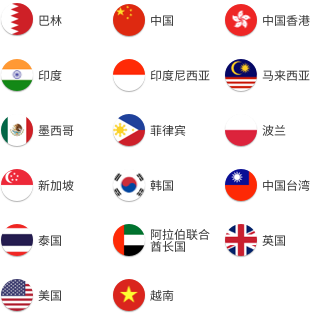 巴林
中国
中国香港
印度
印度尼西亚
马来西亚
墨西哥
菲律宾
波兰
新加坡
韩国
中国台湾
泰国
阿拉伯联合
酋长国
英国
美国
越南